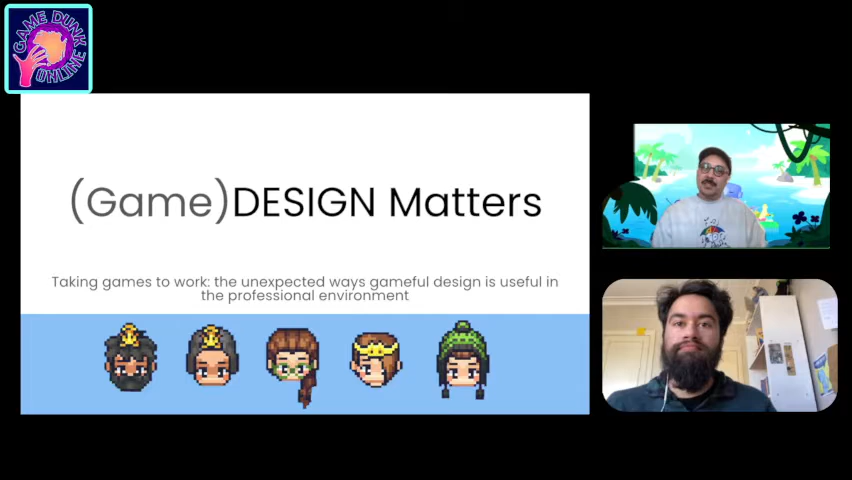 GAME DUNK
ONLINE
(Game)DESIGN Matters
Taking games to work: the unexpected ways gameful design is useful in
the professional environment